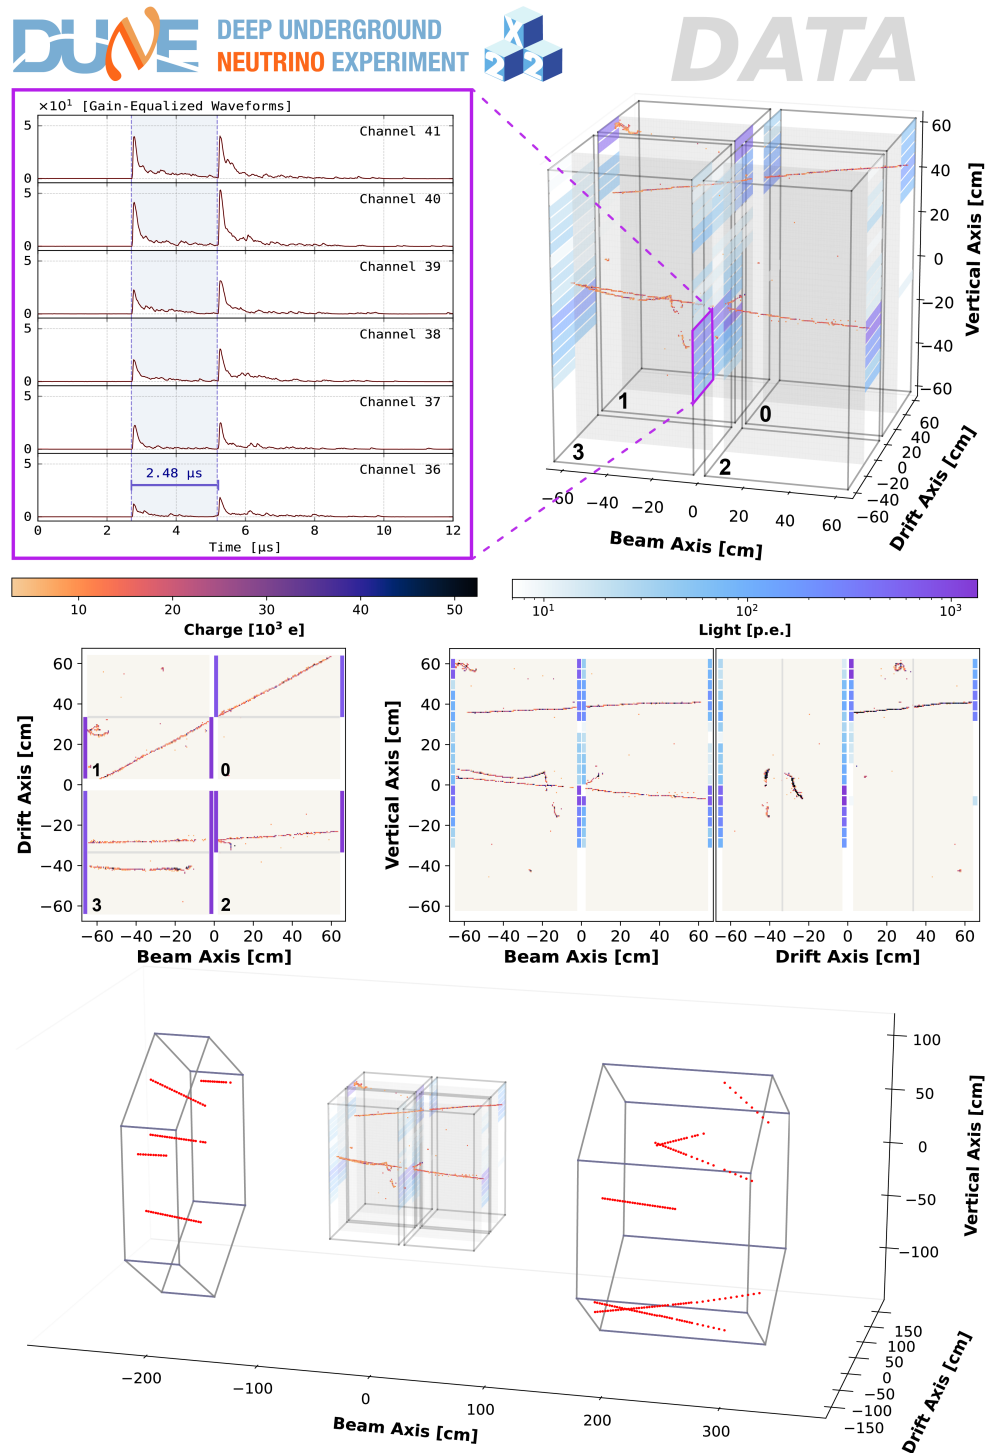 DUNE DEEP UNDERGROUND
NEUTRINO EXPERIMENT
X
2 2
DATA
×10¹ [Gain-Equalized Waveforms]
5
0
Channel 41
5
0
Channel 40
5
0
Channel 39
5
0
Channel 38
5
0
Channel 37
5
0
Channel 36
2.48 µs
0 2 4 6 8 10 12
Time [µs]
60
40
20
0
−20
−40
−60
Vertical Axis [cm]
60
40
20
0
−20
−40
−60
Drift Axis [cm]
−60 −40 −20 0 20 40 60
Beam Axis [cm]
1
0
3
2
10 20 30 40 50
Charge [10³ e]
10¹ 10² 10³
Light [p.e.]
60
40
20
0
−20
−40
−60
Drift Axis [cm]
1
0
3
2
−60 −40 −20 0 20 40 60
Beam Axis [cm]
60
40
20
0
−20
−40
−60
Vertical Axis [cm]
−60 −40 −20 0 20 40 60
Beam Axis [cm]
−60 −40 −20 0 20 40 60
Drift Axis [cm]
100
50
0
−50
−100
Vertical Axis [cm]
150
100
50
0
−50
−100
−150
Drift Axis [cm]
−200 −100 0 100 200 300
Beam Axis [cm]